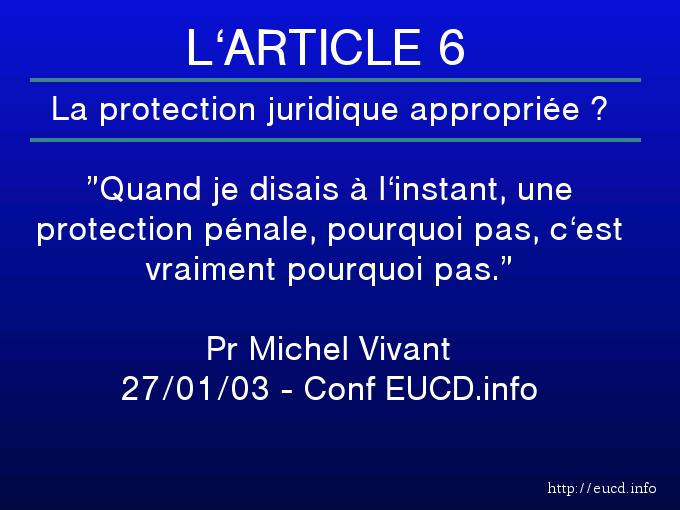 L‘ARTICLE 6
La protection juridique appropriée ?
”Quand je disais à l‘instant, une
protection pénale, pourquoi pas, c‘est
vraiment pourquoi pas.”
Pr Michel Vivant
27/01/03 - Conf EUCD.info
http://eucd.info